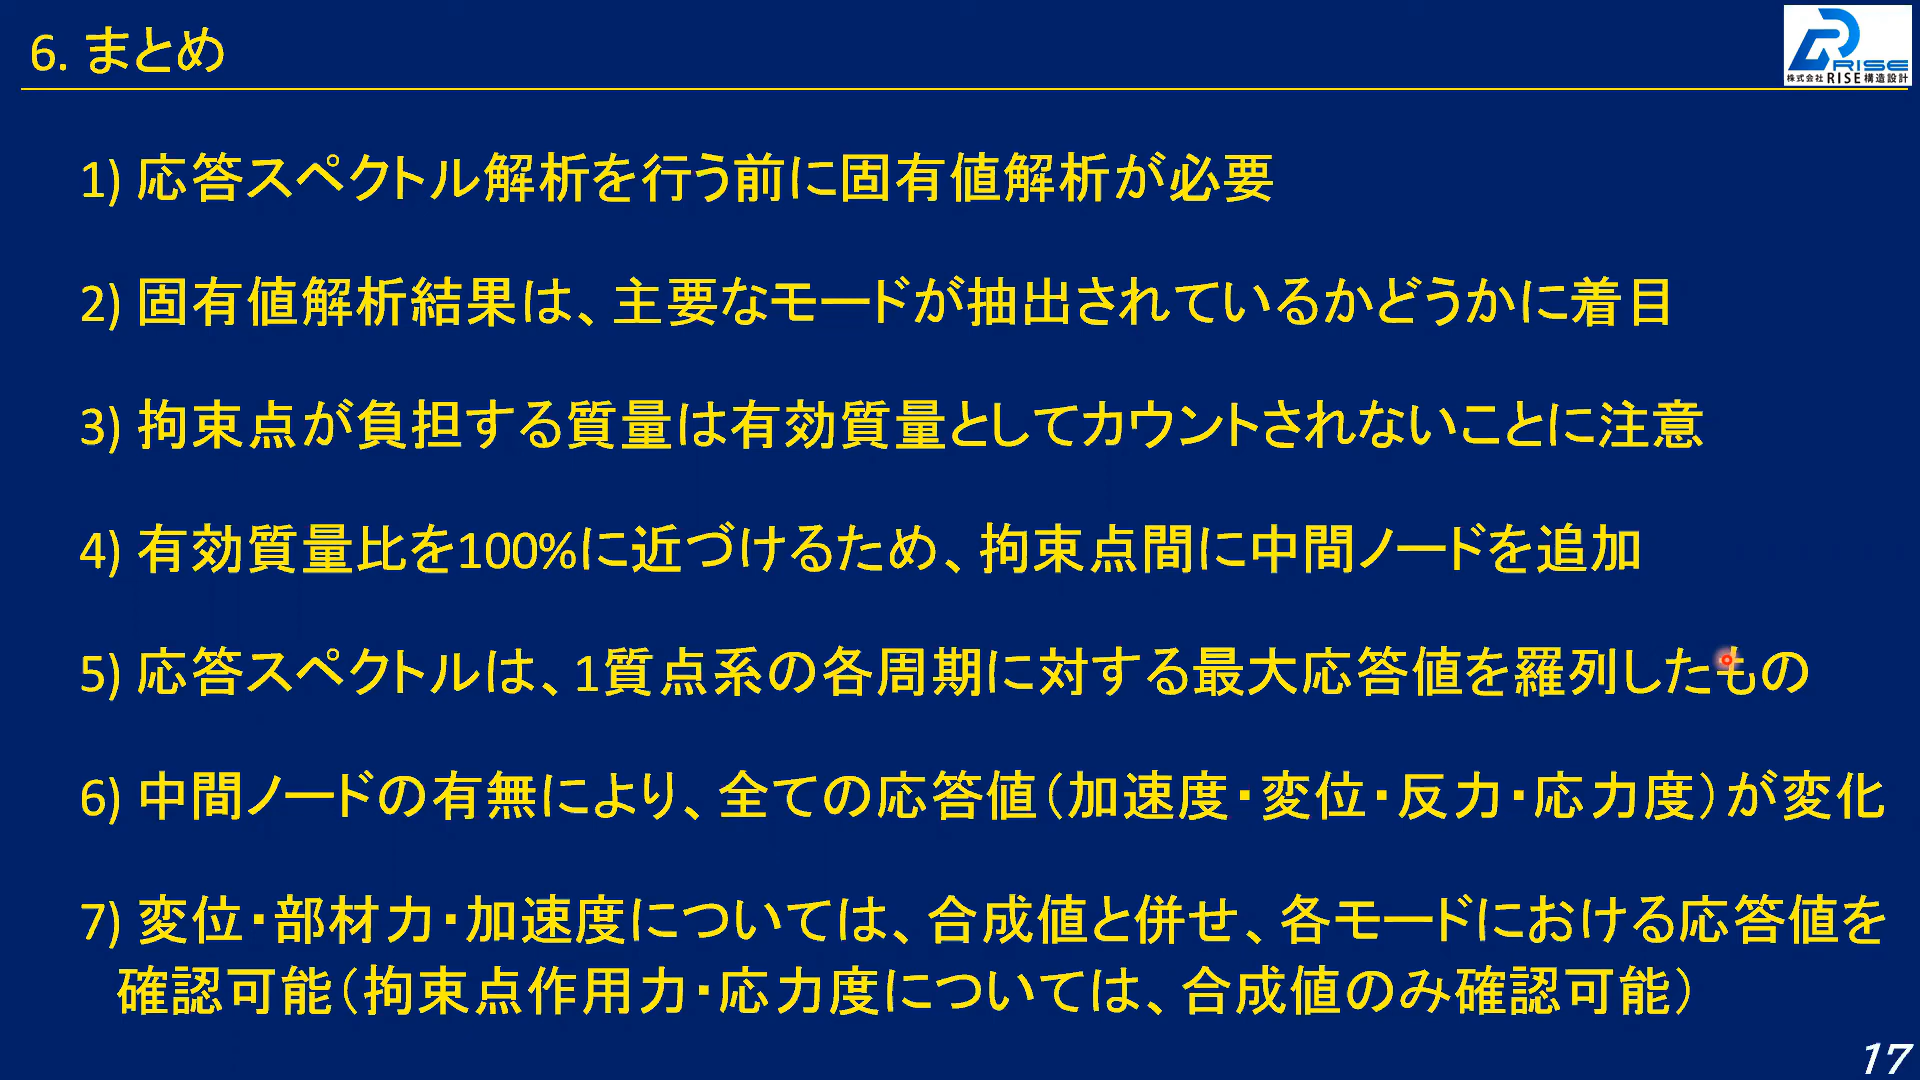 6. まとめ
RISE
株式会社RISE構造設計
1) 応答スペクトル解析を行う前に固有値解析が必要
2) 固有値解析結果は、主要なモードが抽出されているかどうかに着目
3) 拘束点が負担する質量は有効質量としてカウントされないことに注意
4) 有効質量比を100%に近づけるため、拘束点間に中間ノードを追加
5) 応答スペクトルは、1質点系の各周期に対する最大応答値を羅列したもの
6) 中間ノードの有無により、全ての応答値（加速度・変位・反力・応力度）が変化
7) 変位・部材力・加速度については、合成値と併せ、各モードにおける応答値を
確認可能（拘束点作用力・応力度については、合成値のみ確認可能）
17